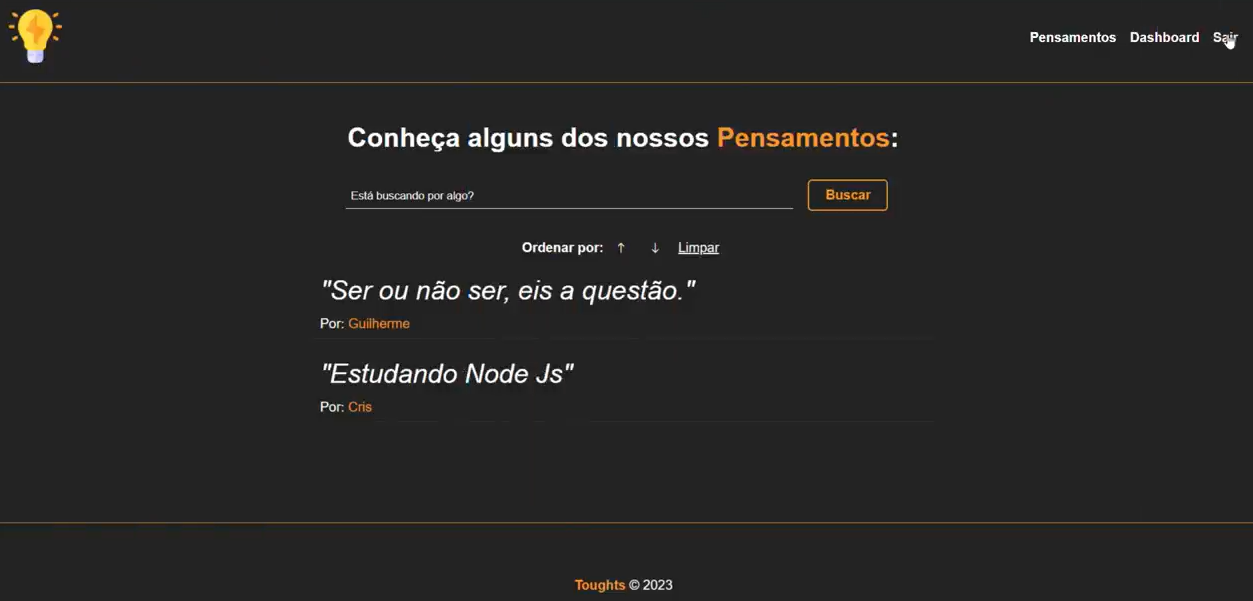 Pensamentos Dashboard Sair
Conheça alguns dos nossos Pensamentos:
Está buscando por algo? Buscar
Ordenar por: ↑ ↓ Limpar
"Ser ou não ser, eis a questão."
Por: Guilherme
"Estudando Node Js"
Por: Cris
Toughts © 2023